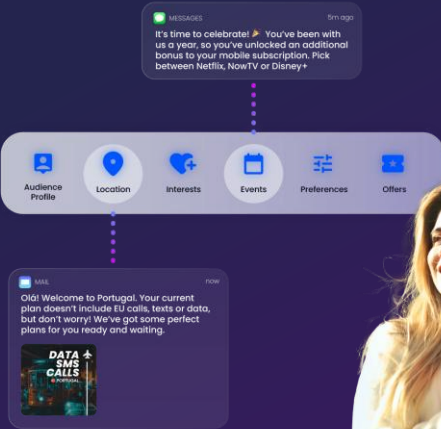 MESSAGES
5m ago
It's time to celebrate! 🎉 You've been with
us a year, so you've unlocked an additional
bonus to your mobile subscription. Pick
between Netflix, NowTV or Disney+
Audience
Profile
Location
Interests
Events
Preferences
Offers
MAIL
now
Olá! Welcome to Portugal. Your current
plan doesn't include EU calls, texts or data,
but don't worry! We've got some perfect
plans for you ready and waiting.
DATA
SMS
CALLS
PORTUGAL